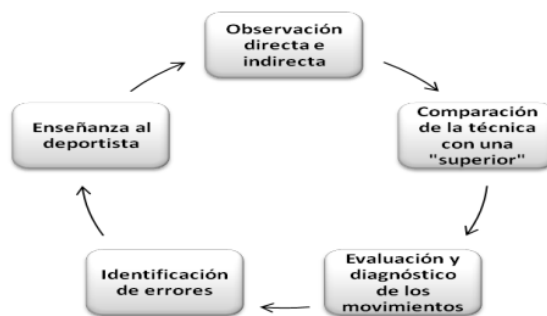 Observación
directa e
indirecta
Comparación
de la técnica
con una
"superior"
Evaluación y
diagnóstico
de los
movimientos
Identificación
de errores
Enseñanza al
deportista